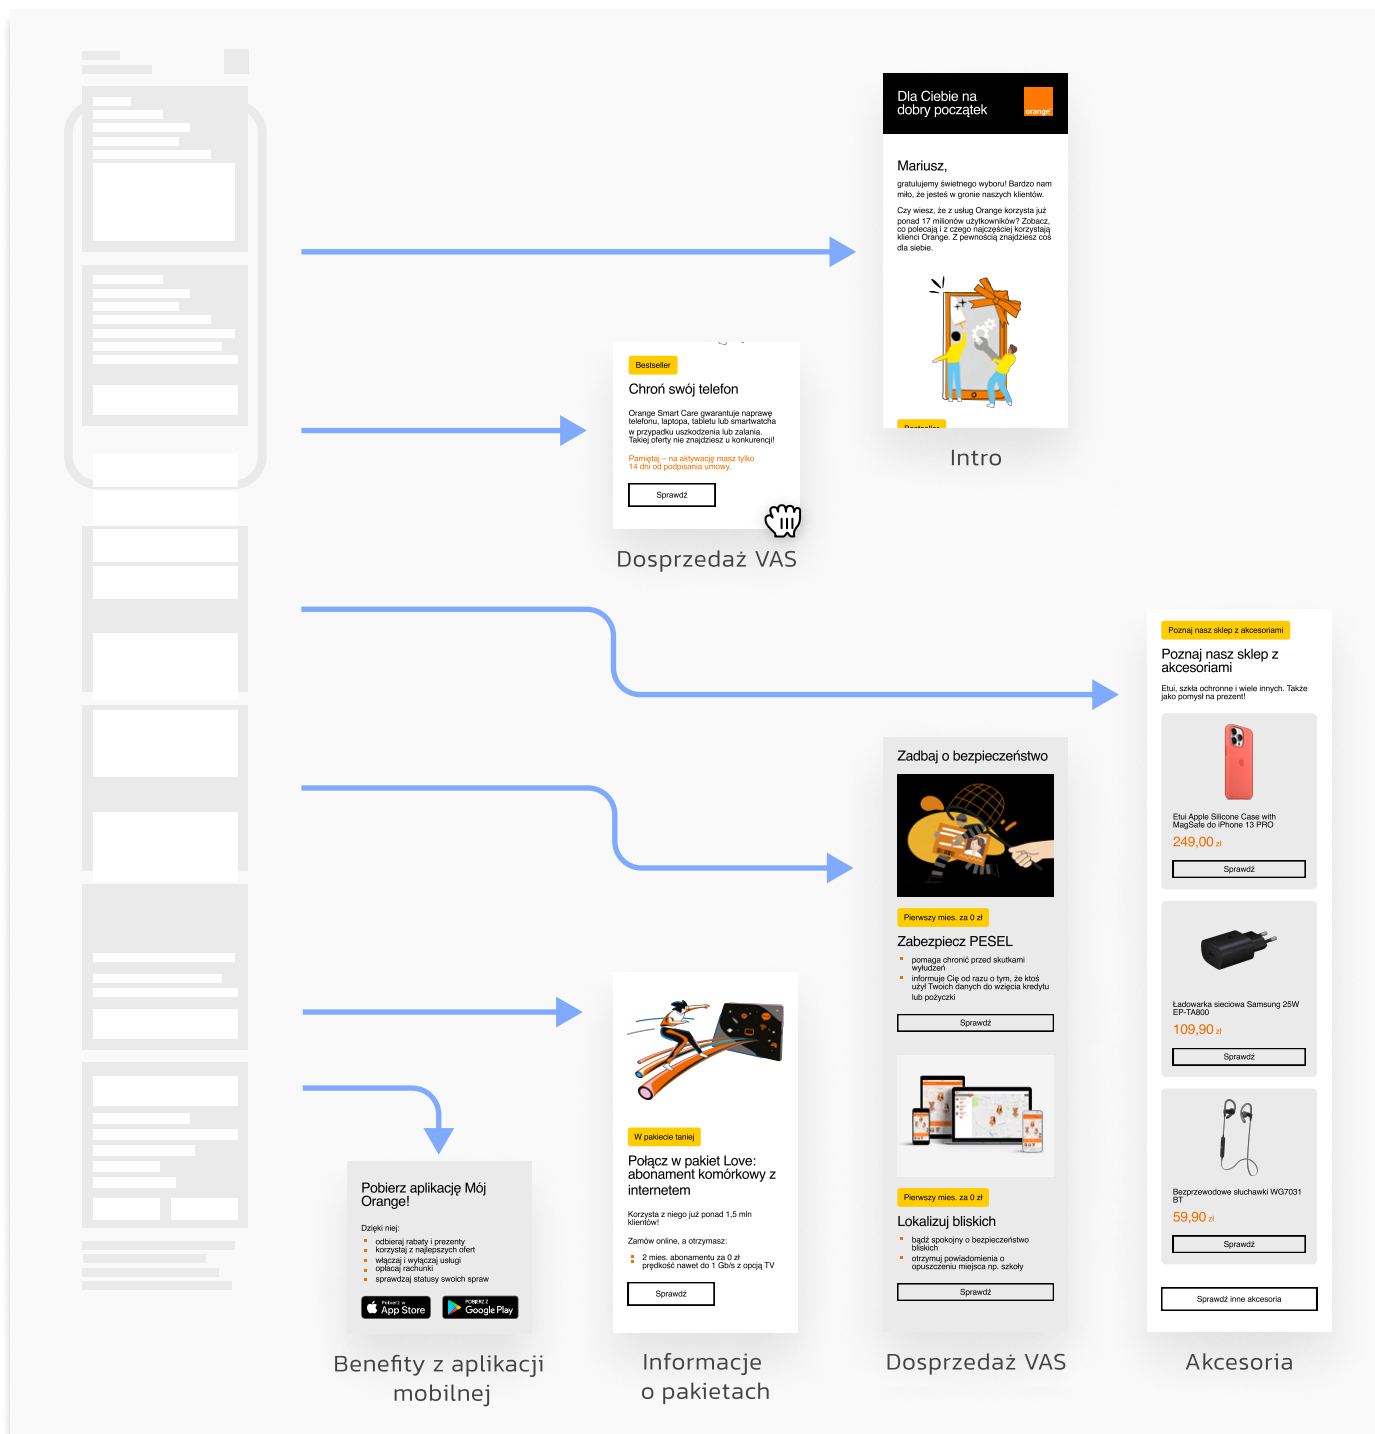 Dla Ciebie na
dobry początek
orange
Mariusz,
gratulujemy świetnego wyboru! Bardzo nam
miło, że jesteś w gronie naszych klientów.
Czy wiesz, że z usług Orange korzysta już
ponad 17 milionów użytkowników? Zobacz,
co polecają i z czego najczęściej korzystają
klienci Orange. Z pewnością znajdziesz coś
dla siebie.
Bestseller
Intro
Bestseller
Chroń swój telefon
Orange Smart Care gwarantuje naprawę
telefonu, laptopa, tabletu lub smartwatcha
w przypadku uszkodzenia lub zalania.
Takiej oferty nie znajdziesz u konkurencji!
Pamiętaj – na aktywację masz tylko
14 dni od podpisania umowy.
Sprawdź
Dosprzedaż VAS
Poznaj nasz sklep z akcesoriami
Poznaj nasz sklep z
akcesoriami
Etui, szkła ochronne i wiele innych. Także
jako pomysł na prezent!
Etui Apple Silicone Case with
MagSafe do iPhone 13 PRO
249,00 zł
Sprawdź
Ładowarka sieciowa Samsung 25W
EP-TA800
109,90 zł
Sprawdź
Bezprzewodowe słuchawki WG7031
BT
59,90 zł
Sprawdź
Sprawdź inne akcesoria
Akcesoria
Zadbaj o bezpieczeństwo
Pierwszy mies. za 0 zł
Zabezpiecz PESEL
pomaga chronić przed skutkami
wyłudzeń
informuje Cię od razu o tym, że ktoś
użył Twoich danych do wzięcia kredytu
lub pożyczki
Sprawdź
Pierwszy mies. za 0 zł
Lokalizuj bliskich
bądź spokojny o bezpieczeństwo
bliskich
otrzymuj powiadomienia o
opuszczeniu miejsca np. szkoły
Sprawdź
Dosprzedaż VAS
W pakiecie taniej
Połącz w pakiet Love:
abonament komórkowy z
internetem
Korzysta z niego już ponad 1,5 mln
klientów!
Zamów online, a otrzymasz:
2 mies. abonamentu za 0 zł
prędkość nawet do 1 Gb/s z opcją TV
Sprawdź
Informacje
o pakietach
Pobierz aplikację Mój
Orange!
Dzięki niej:
odbieraj rabaty i prezenty
korzystaj z najlepszych ofert
włączaj i wyłączaj usługi
opłacaj rachunki
sprawdzaj statusy swoich spraw
Pobierz w
App Store
POBIERZ Z
Google Play
Benefity z aplikacji
mobilnej